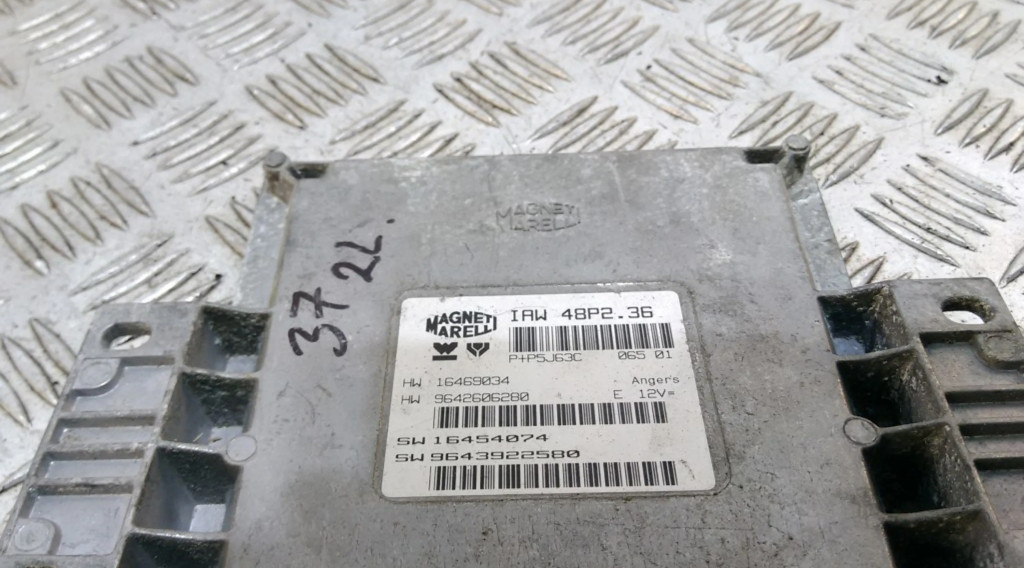 MAGNETI
MARELLI
37 2L.
MAGNETI
MARELLI
IAW 48P2.36
P+P5J63C 065 01
HW 16469034 Angers
HW 9642606280 E 12V=
SW 16454074
SW 9643922580